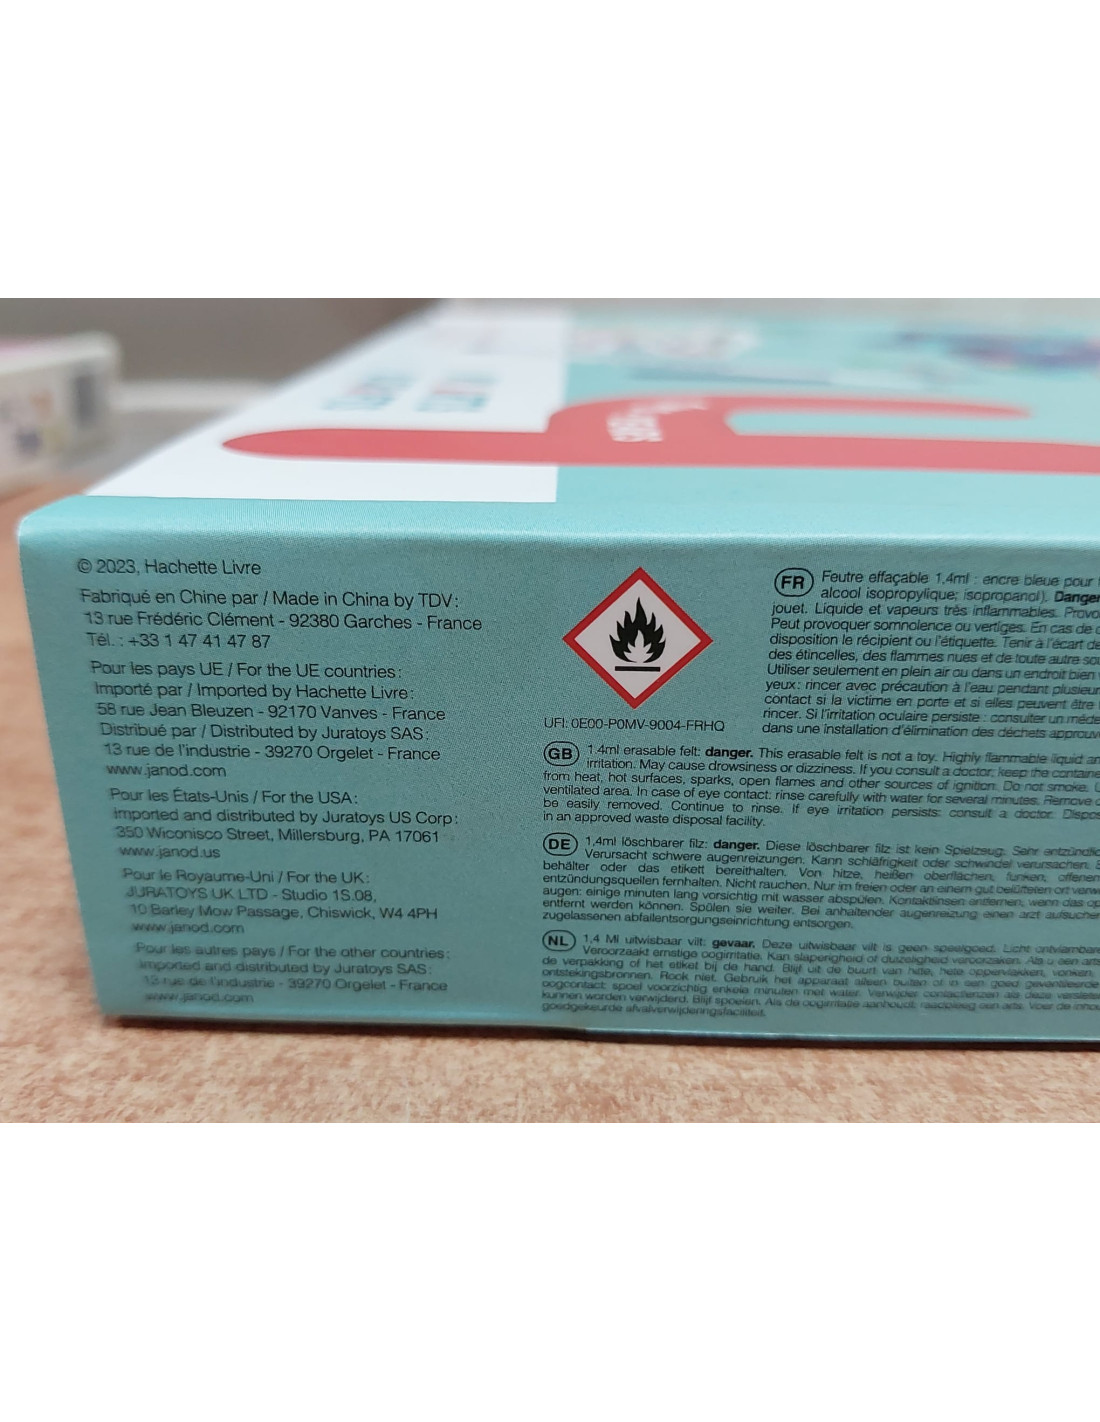 © 2023, Hachette Livre
Fabriqué en Chine par / Made in China by TDV:
13 rue Frédéric Clément - 92380 Garches - France
Tél. : +33 1 47 41 47 87
Pour les pays UE / For the UE countries:
Importé par / Imported by Hachette Livre:
58 rue Jean Bleuzen - 92170 Vanves - France
Distribué par / Distributed by Juratoys SAS:
13 rue de l'industrie - 39270 Orgelet - France
www.janod.com
Pour les États-Unis / For the USA:
Imported and distributed by Juratoys US Corp:
350 Wiconisco Street, Millersburg, PA 17061
www.janod.us
Pour le Royaume-Uni / For the UK:
JURATOYS UK LTD - Studio 1S.08,
10 Barley Mow Passage, Chiswick, W4 4PH
www.janod.com
Pour les autres pays / For the other countries:
Imported and distributed by Juratoys SAS:
13 rue de l'industrie - 39270 Orgelet - France
www.janod.com
UFI: 0E00-P0MV-9004-FRHQ
FR Feutre effaçable 1,4ml : encre bleue pour
alcool isopropylique; isopropanol). Danger
jouet. Liquide et vapeurs très inflammables. Provo
Peut provoquer somnolence ou vertiges. En cas de
disposition le récipient ou l'étiquette. Tenir à l'écart de
des étincelles, des flammes nues et de toute autre
Utiliser seulement en plein air ou dans un endroit bien
yeux: rincer avec précaution à l'eau pendant plusieur
contact si la victime en porte et si elles peuvent être
rincer. Si l'irritation oculaire persiste : consulter un méde
dans une installation d'élimination des déchets approuv
GB 1.4ml erasable felt: danger. This erasable felt is not a toy. Highly flammable liquid an
irritation. May cause drowsiness or dizziness. If you consult a doctor, keep the containe
from heat, hot surfaces, sparks, open flames and other sources of ignition. Do not smoke. U
ventilated area. In case of eye contact: rinse carefully with water for several minutes. Remove
be easily removed. Continue to rinse. If eye irritation persists: consult a doctor. Dispos
in an approved waste disposal facility.
DE 1,4ml löschbarer filz: danger. Diese löschbarer filz ist kein Spielzeug. Sehr entzündlic
Verursacht schwere augenreizungen. Kann schläfrigkeit oder schwindel verursachen.
behälter oder das etikett bereithalten. Von hitze, heißen oberflächen, funken, offenen
entzündungsquellen fernhalten. Nicht rauchen. Nur im freien oder an einem gut belüfteten ort verw
augen: einige minuten lang vorsichtig mit wasser abspülen. Kontaktlinsen entfernen, wenn das
entfernt werden können. Spülen sie weiter. Bei anhaltender augenreizung einen arzt aufsuchen
zugelassenen abfallentsorgungseinrichtung entsorgen.
NL 1,4 Ml uitwisbaar vilt: gevaar. Deze uitwisbaar vilt is geen speelgoed. Licht ontvlambare
Veroorzaakt ernstige oogirritatie. Kan slaperigheid of duizeligheid veroorzaken. Als u een arts
de verpakking of het etiket bij de hand. Blijf uit de buurt van hitte, hete oppervlakken, vonken,
ontstekingsbronnen. Rook niet. Gebruik het apparaat alleen buiten of in een goed geventileerde
oogcontact: spoel voorzichtig enkele minuten met water. Verwijder contactlenzen als deze
kunnen worden verwijderd. Blijf spoelen. Als de oogirritatie aanhoudt, raadpleeg een arts. Voer de
goedgekeurde afvalverwijderingsfaciliteit.